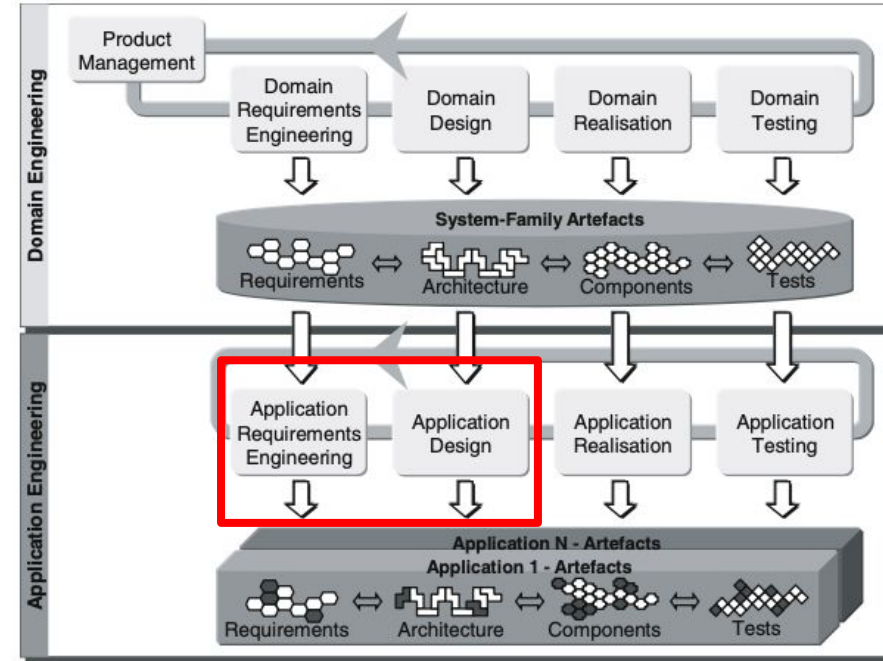 Product
Management
Domain Engineering
Domain
Requirements
Engineering
Domain
Design
Domain
Realisation
Domain
Testing
System-Family Artefacts
Requirements
Architecture
Components
Tests
Application Engineering
Application
Requirements
Engineering
Application
Design
Application
Realisation
Application
Testing
Application N - Artefacts
Application 1 - Artefacts
Requirements
Architecture
Components
Tests